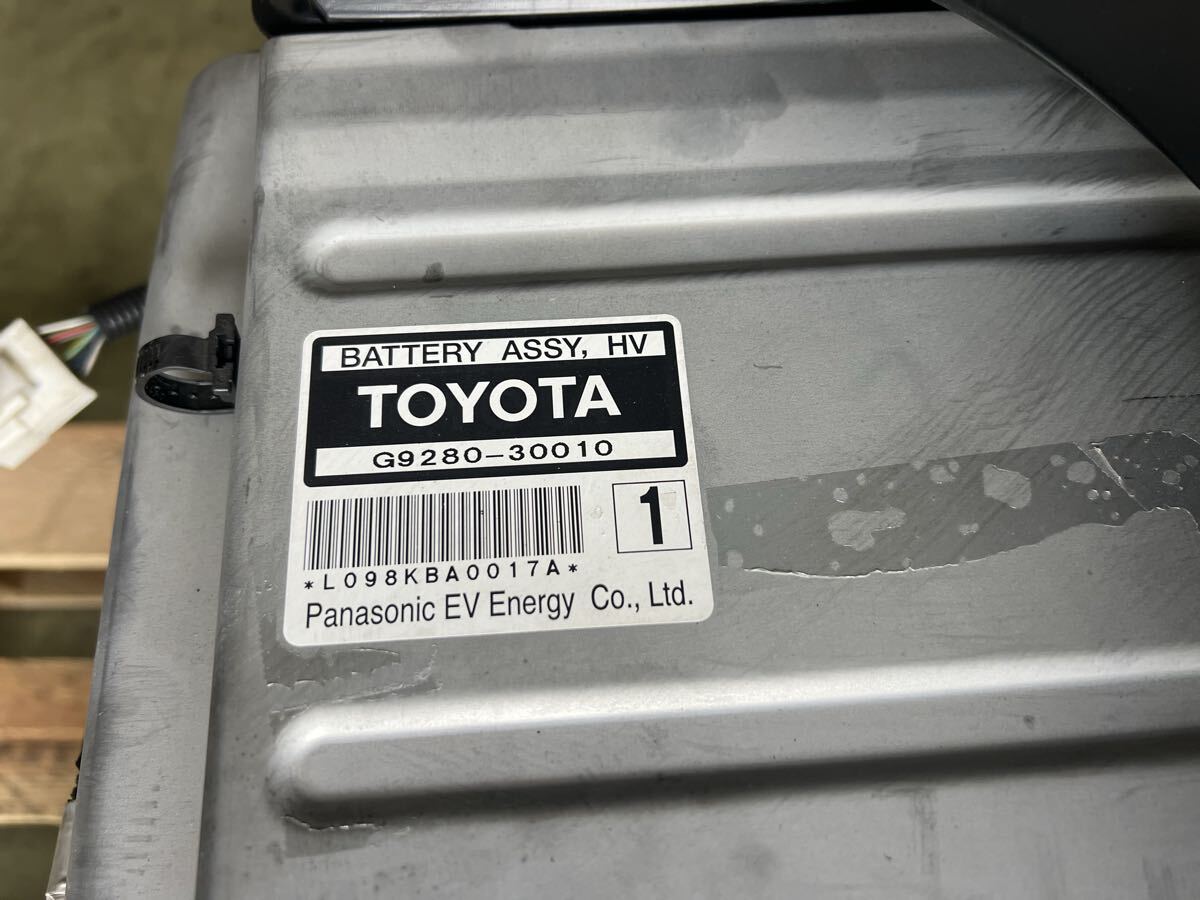 BATTERY ASSY, HV
TOYOTA
G9280-30010
1
*L098KBA0017A*
Panasonic EV Energy Co., Ltd.